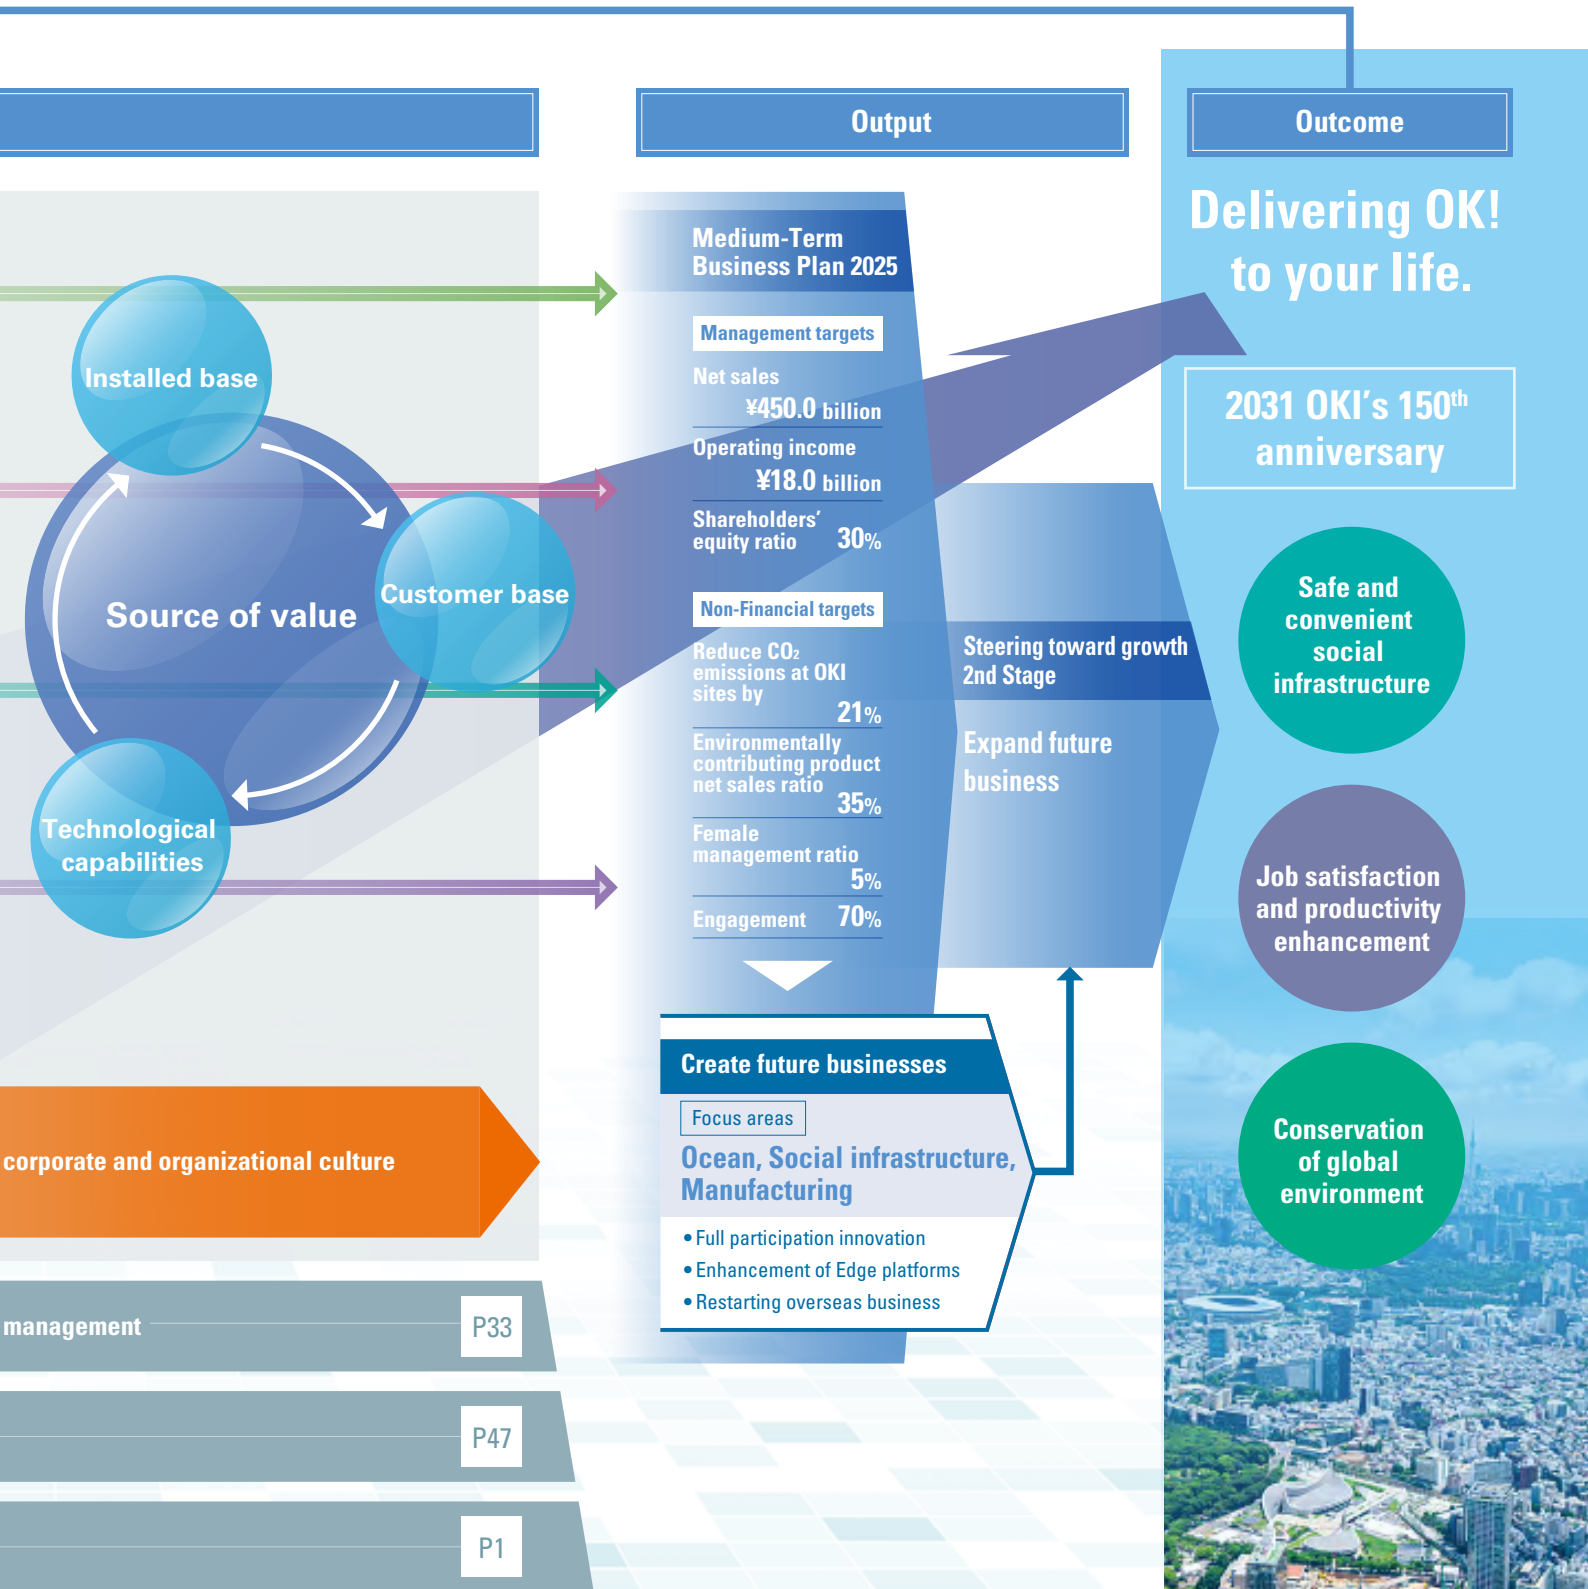 Output
Outcome
Installed base
Source of value
Customer base
Technological
capabilities
corporate and organizational culture
management
P33
P47
P1
Medium-Term
Business Plan 2025
Management targets
Net sales
¥450.0 billion
Operating income
¥18.0 billion
Shareholders’
equity ratio 30%
Non-Financial targets
Reduce CO₂
emissions at OKI
sites by
21%
Environmentally
contributing product
net sales ratio
35%
Female
management ratio
5%
Engagement 70%
Create future businesses
Focus areas
Ocean, Social infrastructure,
Manufacturing
•Full participation innovation
•Enhancement of Edge platforms
•Restarting overseas business
Steering toward growth
2nd Stage
Expand future
business
Delivering OK!
to your life.
2031 OKI’s 150th
anniversary
Safe and
convenient
social
infrastructure
Job satisfaction
and productivity
enhancement
Conservation
of global
environment